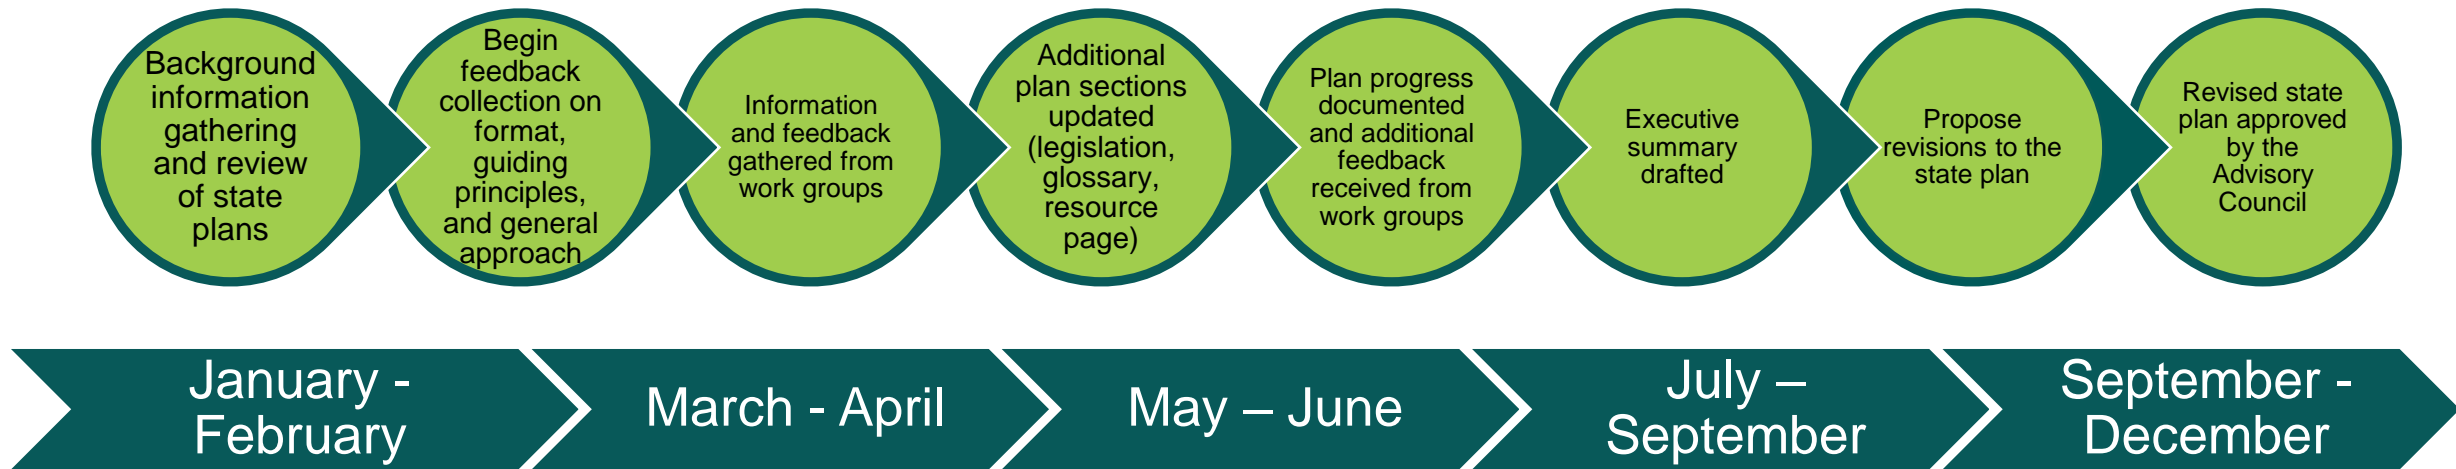 Background
information
gathering
and review
of state
plans
Begin
feedback
collection on
format,
guiding
principles,
and general
approach
Information
and feedback
gathered from
work groups
Additional
plan sections
updated
(legislation,
glossary,
resource
page)
Plan progress
documented
and additional
feedback
received from
work groups
Executive
summary
drafted
Propose
revisions to the
state plan
Revised state
plan approved
by the
Advisory
Council
January -
February
March - April
May – June
July –
September
September -
December